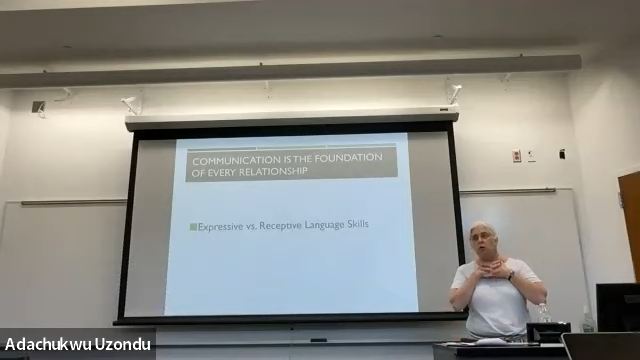 COMMUNICATION IS THE FOUNDATION
OF EVERY RELATIONSHIP
Expressive vs. Receptive Language Skills
Adachukwu Uzondu